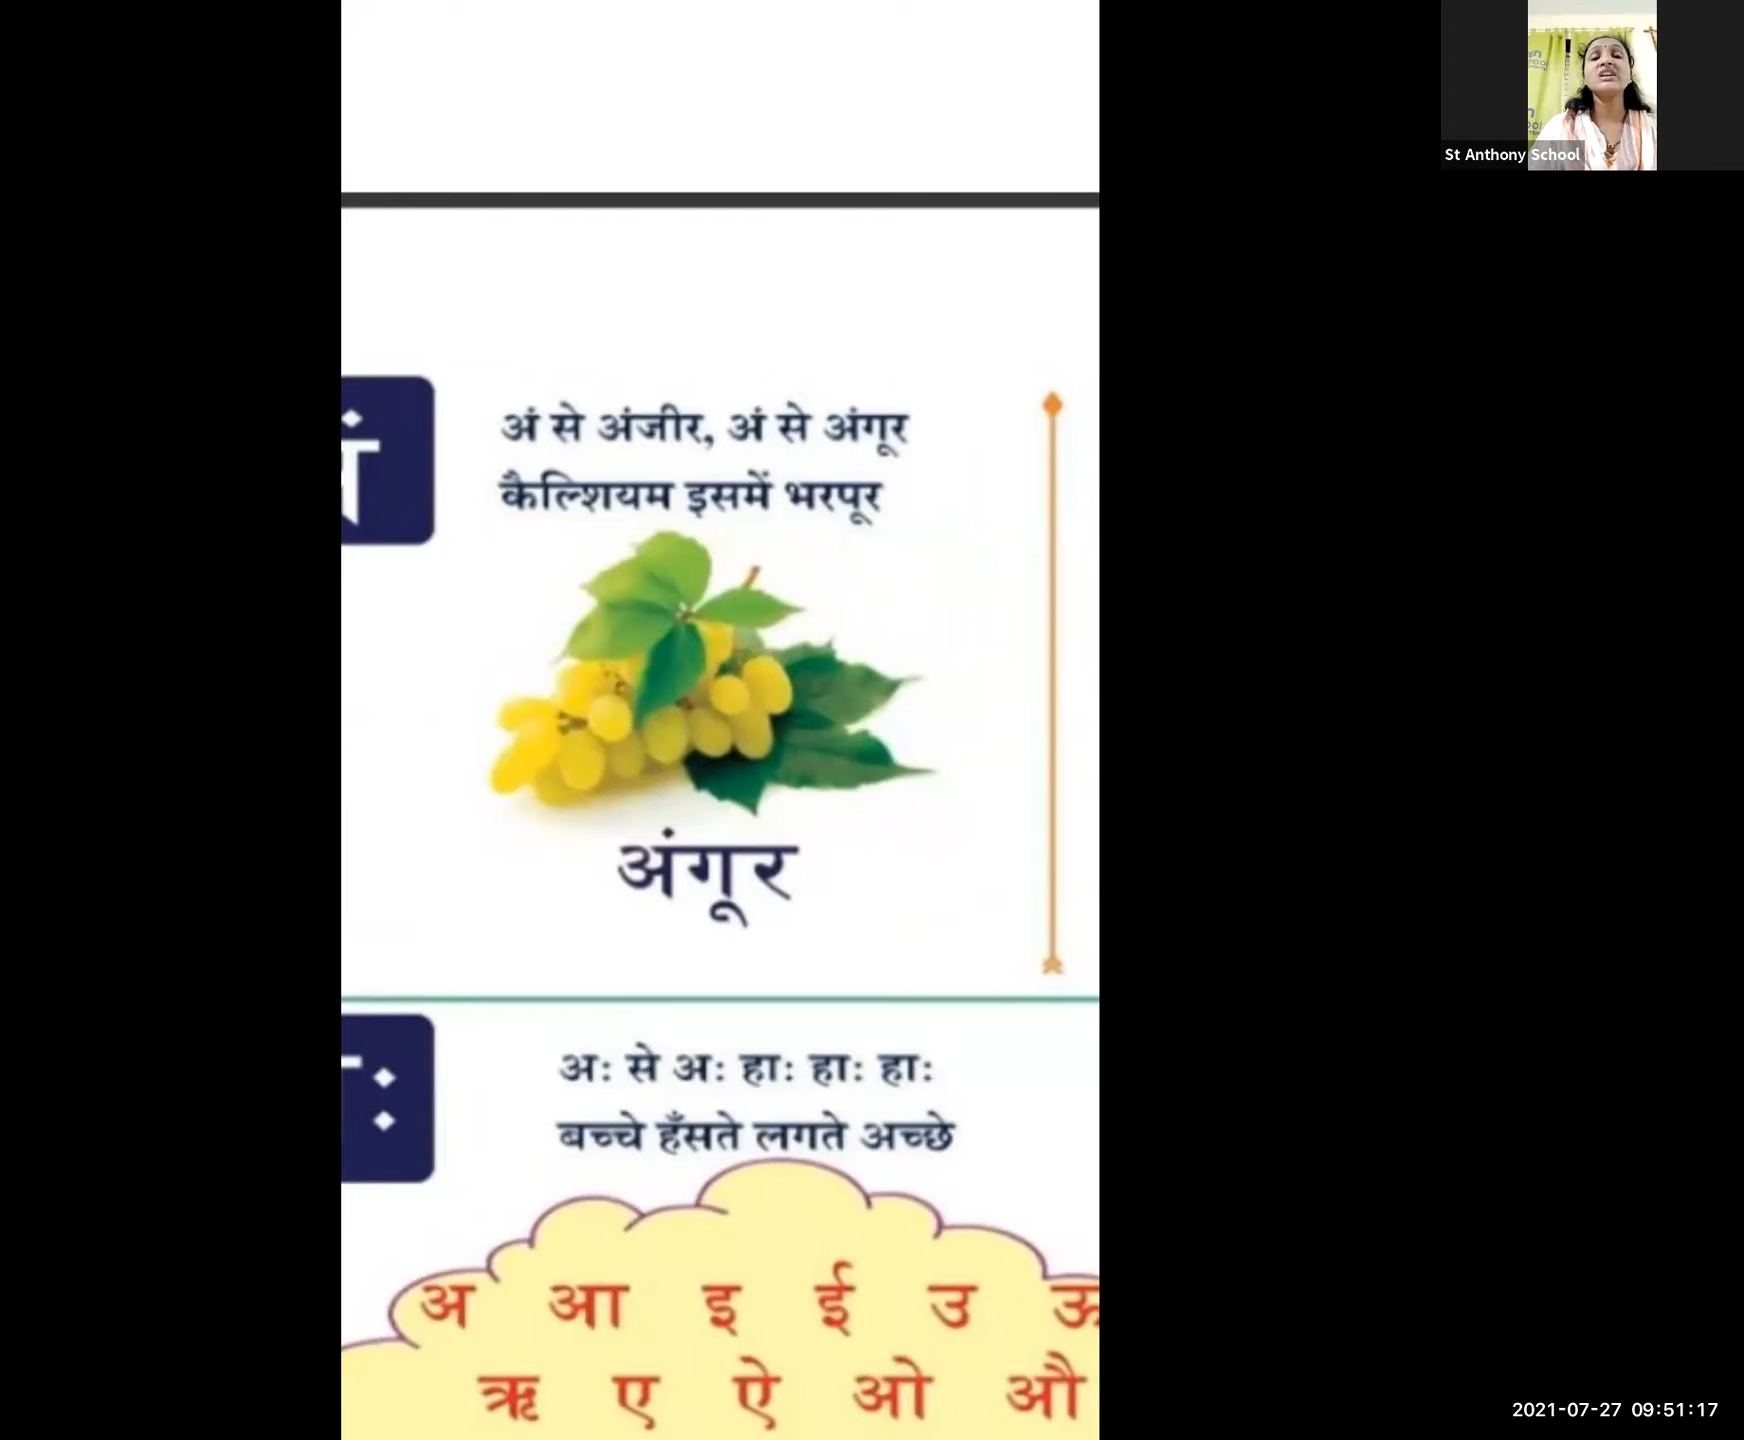 St Anthony School
अं से अंजीर, अं से अंगूर
कैल्शियम इसमें भरपूर
अंगूर
अः से अः हाः हाः हाः
बच्चे हँसते लगते अच्छे
अ आ इ ई उ ऊ
ऋ ए ऐ ओ औ
2021-07-27 09:51:17